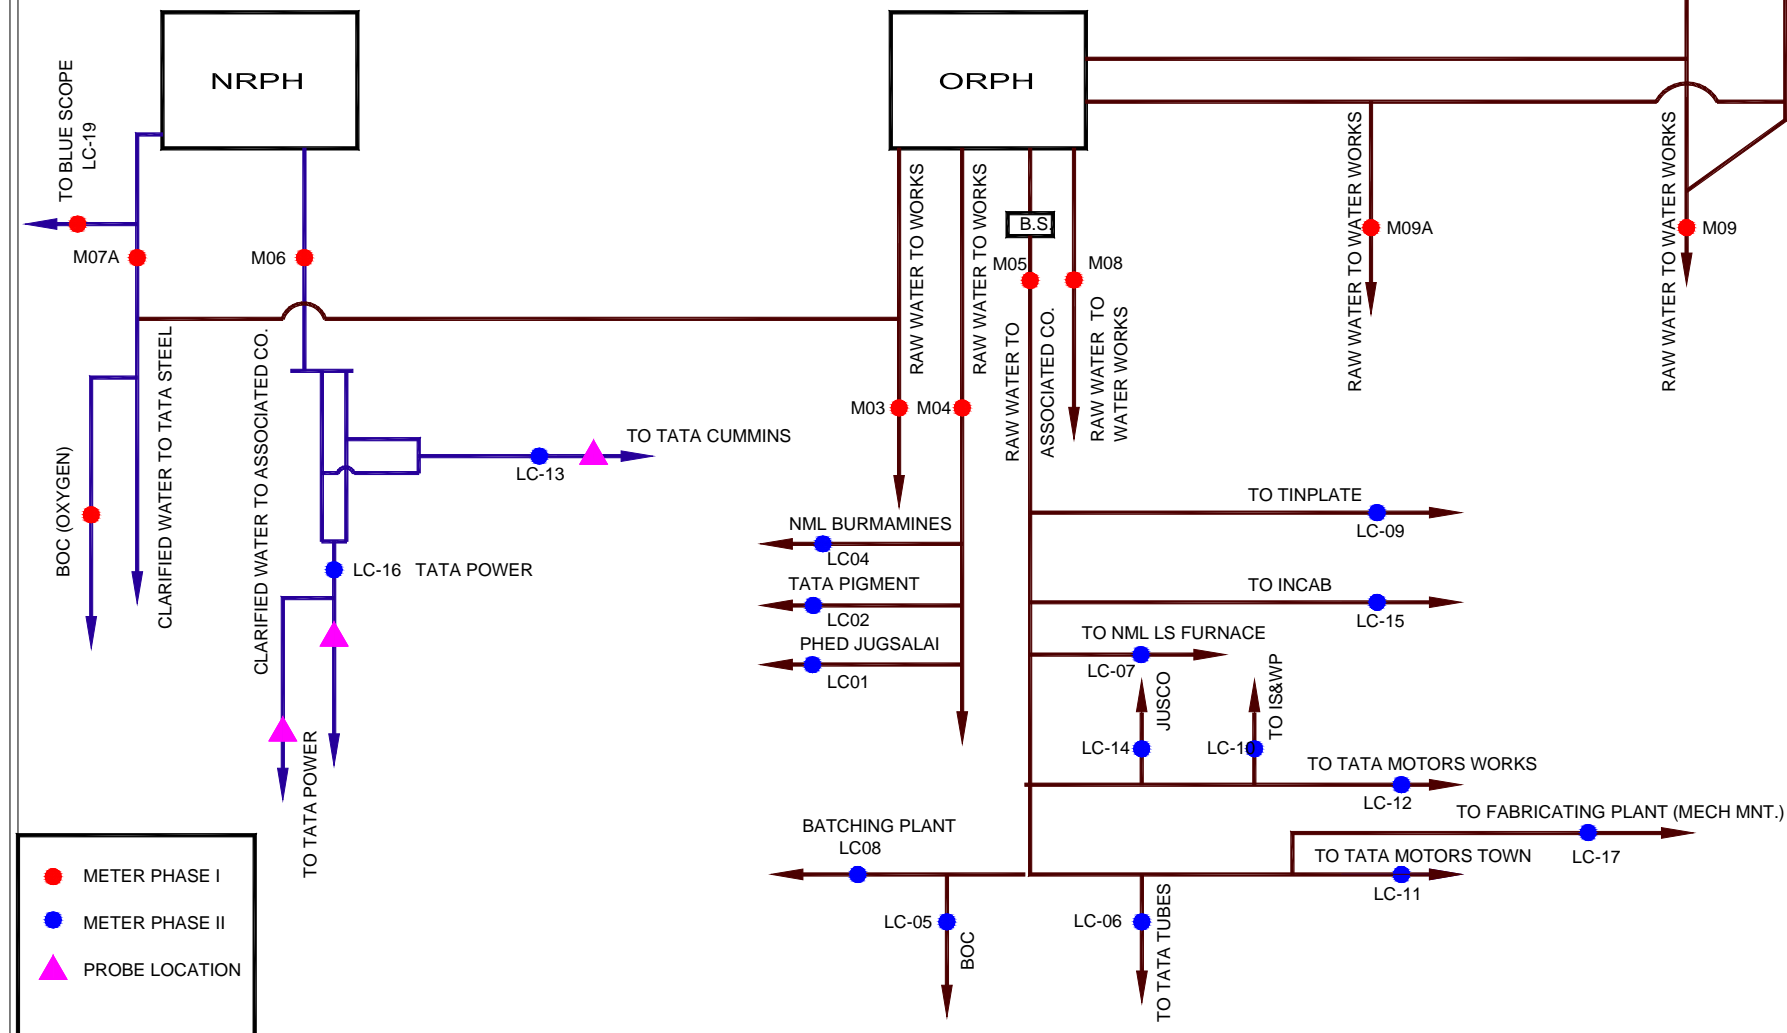 NRPH
ORPH
TO BLUE SCOPE
LC-19
M07A
M06
B.S.
M05
M08
M09A
M09
RAW WATER TO WORKS
RAW WATER TO WORKS
RAW WATER TO
ASSOCIATED CO.
RAW WATER TO
WATER WORKS
RAW WATER TO WATER WORKS
RAW WATER TO WATER WORKS
CLARIFIED WATER TO TATA STEEL
CLARIFIED WATER TO ASSOCIATED CO.
BOC (OXYGEN)
M03
M04
TO TATA CUMMINS
LC-13
TO TINPLATE
LC-09
NML BURMAMINES
LC04
LC-16 TATA POWER
TATA PIGMENT
LC02
TO INCAB
LC-15
PHED JUGSALAI
LC01
TO NML LS FURNACE
LC-07
JUSCO
TO IS&WP
LC-14
LC-10
TO TATA POWER
TO TATA MOTORS WORKS
LC-12
TO FABRICATING PLANT (MECH MNT.)
LC-17
BATCHING PLANT
LC08
TO TATA MOTORS TOWN
LC-11
LC-05
BOC
LC-06
TO TATA TUBES
METER PHASE I
METER PHASE II
PROBE LOCATION